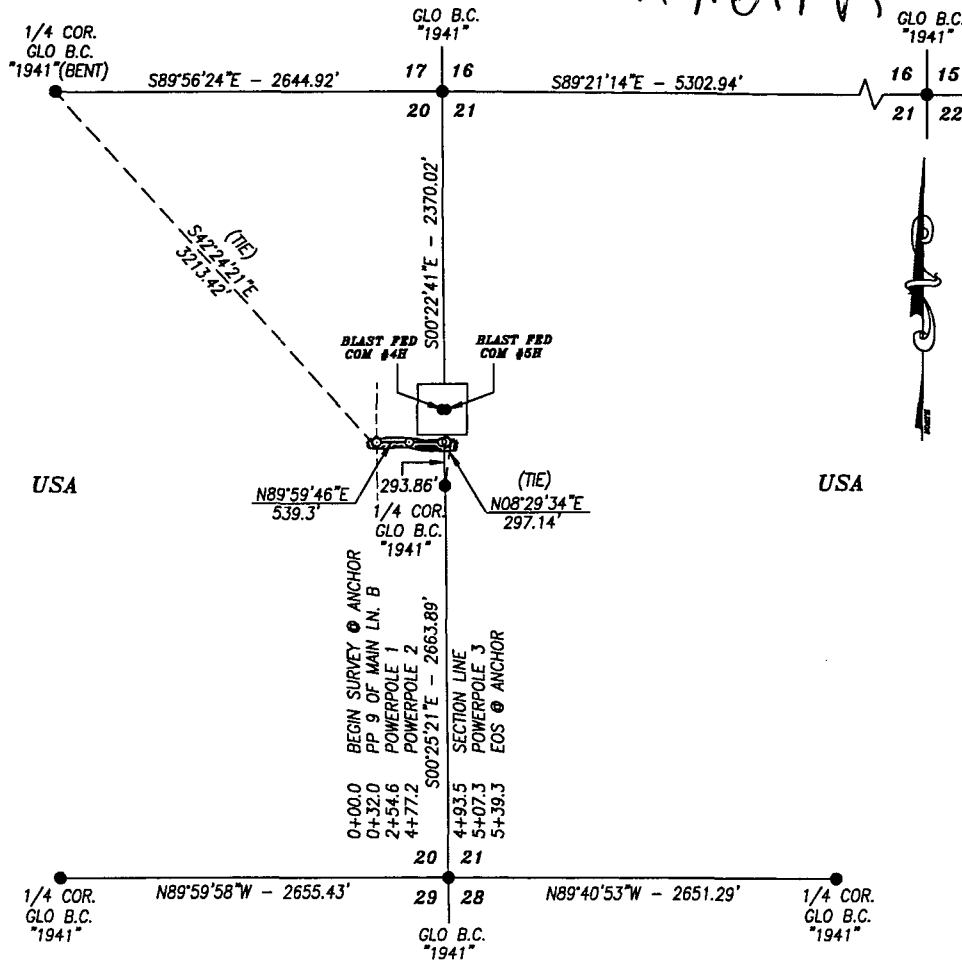 1/4 COR.
GLO B.C.
"1941"(BENT)
GLO B.C.
"1941"
GLO B.C.
"1941"
S89°56'24"E - 2644.92'
17 16
20 21
S89°21'14"E - 5302.94'
16 15
21 22
(TIE)
S42°24'21"E
3213.42'
S00°22'41"E - 2370.02'
BLAST FED
COM #4H
BLAST FED
COM #5H
NORTH
USA
USA
N89°59'46"E
539.3'
293.86'
1/4 COR.
GLO B.C.
"1941"
(TIE)
N08°29'34"E
297.14'
0+00.0 BEGIN SURVEY @ ANCHOR
0+32.0 PP 9 OF MAIN LN. B
2+54.6 POWERPOLE 1
4+77.2 POWERPOLE 2
S00°25'21"E - 2663.89'
4+93.5 SECTION LINE
5+07.3 POWERPOLE 3
5+39.3 EOS @ ANCHOR
20 21
29 28
1/4 COR.
GLO B.C.
"1941"
N89°59'58"W - 2655.43'
GLO B.C.
"1941"
N89°40'53"W - 2651.29'
1/4 COR.
GLO B.C.
"1941"